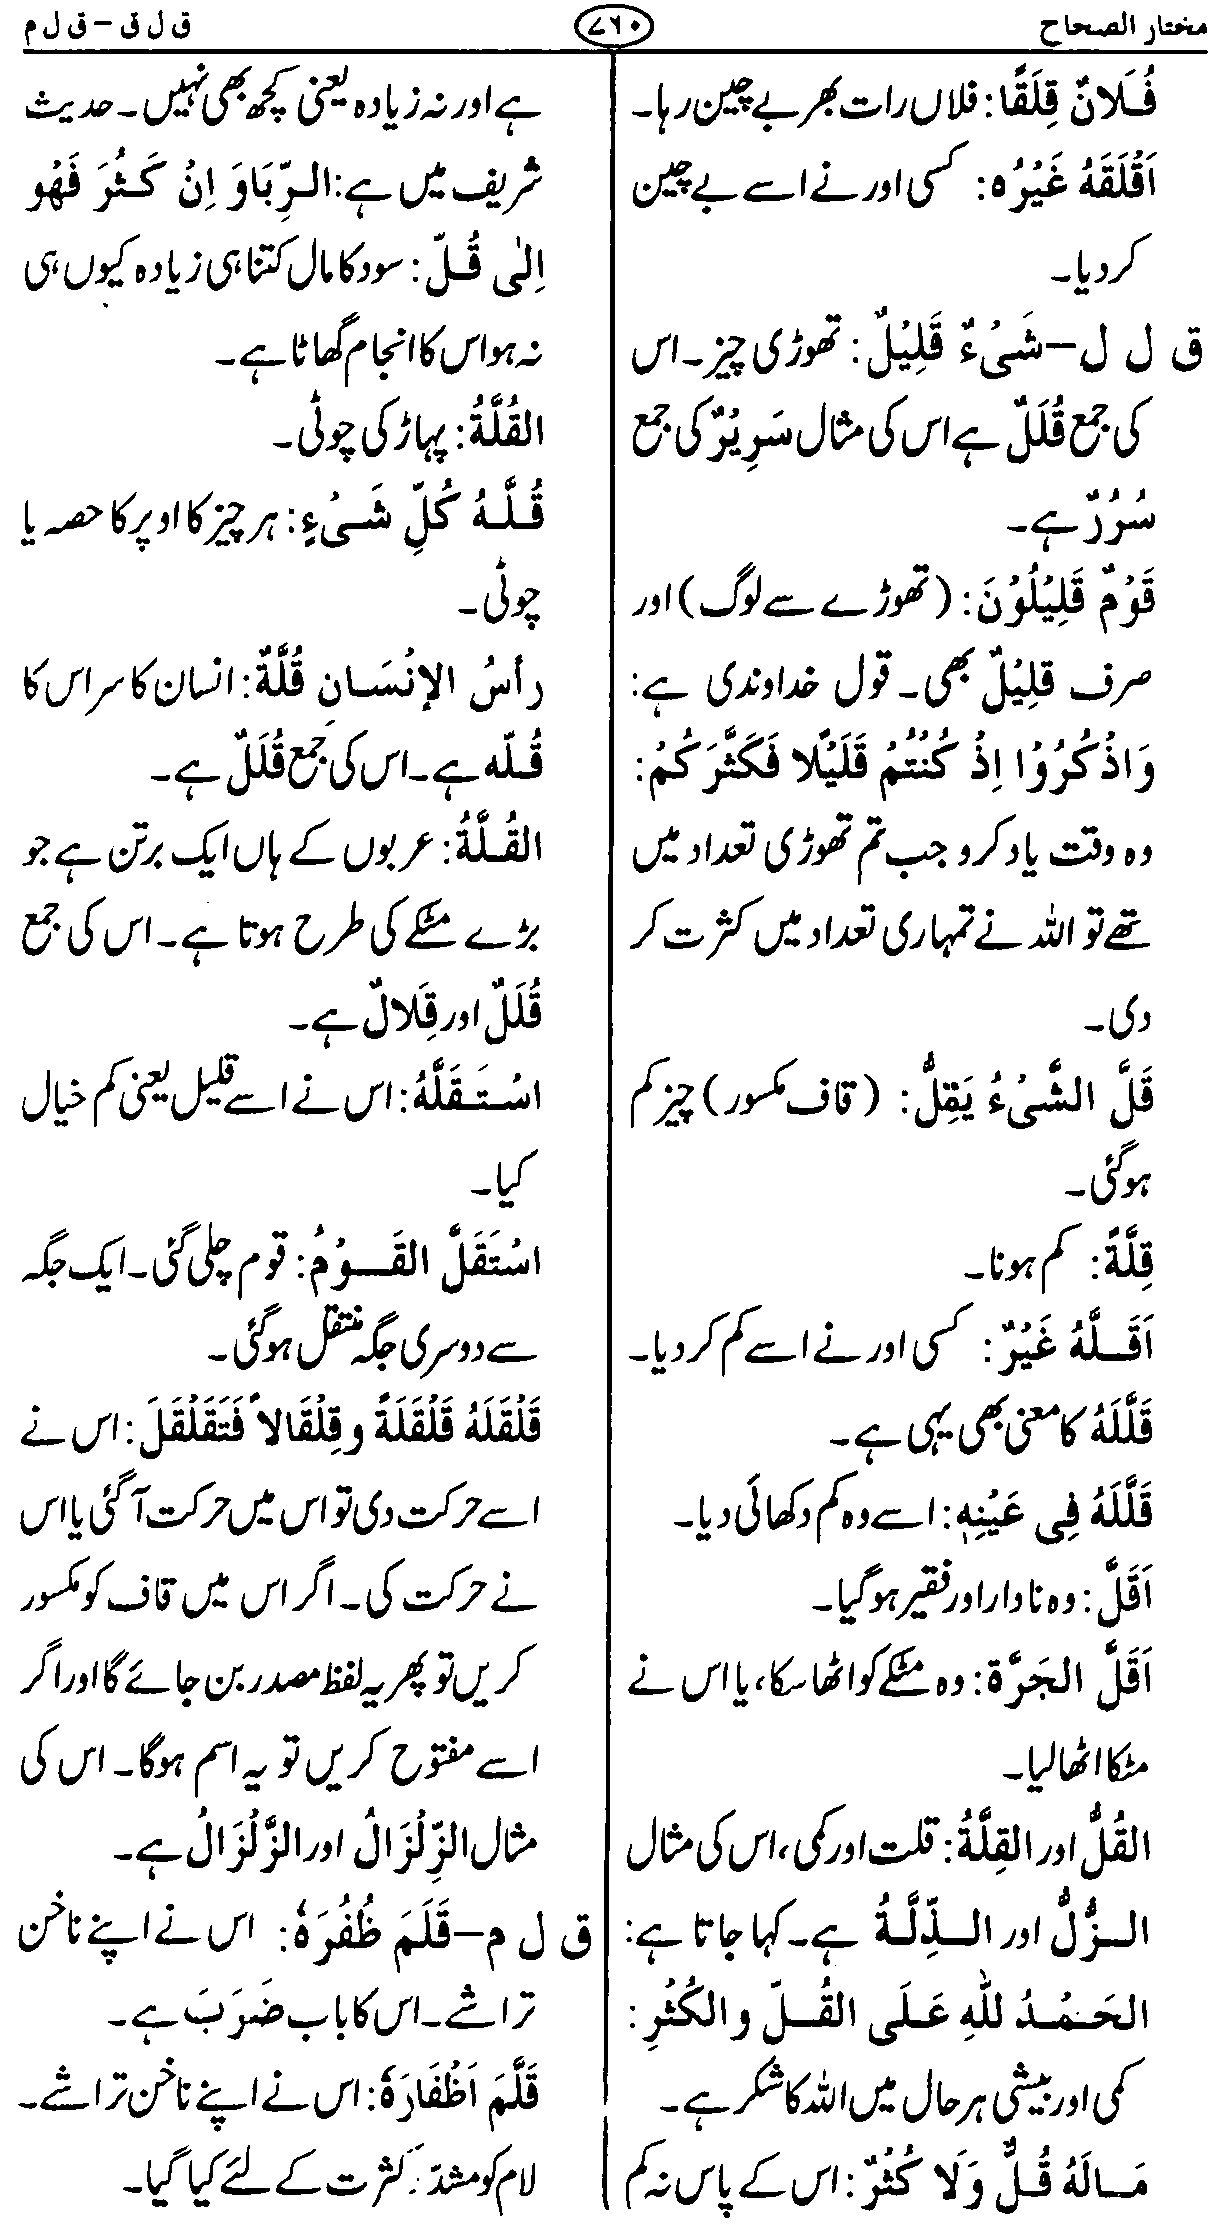 مختار الصحاح
۷۶۰
ق ل ق – ق ل م
فُلَانٌ قِلَقًا: فلاں رات بھر بے چین رہا۔
اَقْلَقَهُ غَيْرُه: کسی اور نے اسے بے چین
کر دیا۔
ق ل ل – شَىْءٌ قَلِيْلٌ: تھوڑی چیز۔ اس
کی جمع قُلَلٌ ہے اس کی مثال سَرِيْرٌ کی جمع
سُرُرٌ ہے۔
قَوْمٌ قَلِيْلُوْنَ: (تھوڑے سے لوگ) اور
صرف قلِيْلٌ بھی۔ قول خداوندی ہے:
وَاذْكُرُوْا اِذْ كُنْتُمْ قَلَيْلًا فَكَثَّرَكُمْ:
وہ وقت یاد کرو جب تم تھوڑی تعداد میں
تھے تو اللہ نے تمہاری تعداد میں کثرت کر
دی۔
قَلَّ الشَّىْءُ يَقِلُّ: (قاف مکسور) چیز کم
ہوگئی۔
قِلَّةً: کم ہونا۔
اَقَلَّهُ غَيْرٌ: کسی اور نے اسے کم کر دیا۔
قَلَّلَهُ کا معنی بھی یہی ہے۔
قَلَّلَهُ فِى عَيْنِهٖ: اسے وہ کم دکھائی دیا۔
اَقَلَّ: وہ نادار اور فقیر ہوگیا۔
اَقَلَّ الجَرَّة: وہ مٹکے کو اٹھا سکا، یا اس نے
مٹکا اٹھا لیا۔
القُلُّ اور القِلَّةُ: قلت اور کمی، اس کی مثال
الزُّلُّ اور الذِّلَّةُ ہے۔ کہا جاتا ہے:
الحَمْدُ للّٰهِ عَلَى القُلّ والكُثْرِ:
کمی اور بیشی ہر حال میں اللہ کا شکر ہے۔
مَالَهُ قُلٌّ وَلَا كُثْرٌ: اس کے پاس نہ کم
ہے اور نہ زیادہ یعنی کچھ بھی نہیں۔ حدیث
شریف میں ہے: الرِّبَاوَ اِنْ كَثُرَ فَهُو
اِلىٰ قُلّ: سود کا مال کتنا ہی زیادہ کیوں ہی
نہ ہو اس کا انجام گھاٹا ہے۔
القُلَّةُ: پہاڑ کی چوٹی۔
قُلَّهُ كُلِّ شَىْءٍ: ہر چیز کا اوپر کا حصہ یا
چوٹی۔
رأسُ الإنْسَان قُلَّةٌ: انسان کا سر اس کا
قُلّه ہے۔ اس کی جمع قُلَلٌ ہے۔
القُلَّةُ: عربوں کے ہاں ایک برتن ہے جو
بڑے مٹکے کی طرح ہوتا ہے۔ اس کی جمع
قُلَلٌ اور قِلَالٌ ہے۔
اسْتَقَلَّهُ: اس نے اسے قلیل یعنی کم خیال
کیا۔
اسْتَقَلَّ القَوْمُ: قوم چلی گئی۔ ایک جگہ
سے دوسری جگہ منتقل ہوگئی۔
قَلْقَلَهُ قَلْقَلَةً وقِلْقَالاً فَتَقَلْقَلَ: اس نے
اسے حرکت دی تو اس میں حرکت آگئی یا اس
نے حرکت کی۔ اگر اس میں قاف کو مکسور
کریں تو پھر یہ لفظ مصدر بن جائے گا اور اگر
اسے مفتوح کریں تو یہ اسم ہوگا۔ اس کی
مثال الزِّلْزَالُ اور الزَّلْزَالُ ہے۔
ق ل م – قَلَمَ ظُفُرَهٗ: اس نے اپنے ناخن
تراشے۔ اس کا باب ضَرَبَ ہے۔
قَلَّمَ اَظْفَارَهٗ: اس نے اپنے ناخن تراشے۔
لام کو مشدّد کثرت کے لئے کیا گیا۔